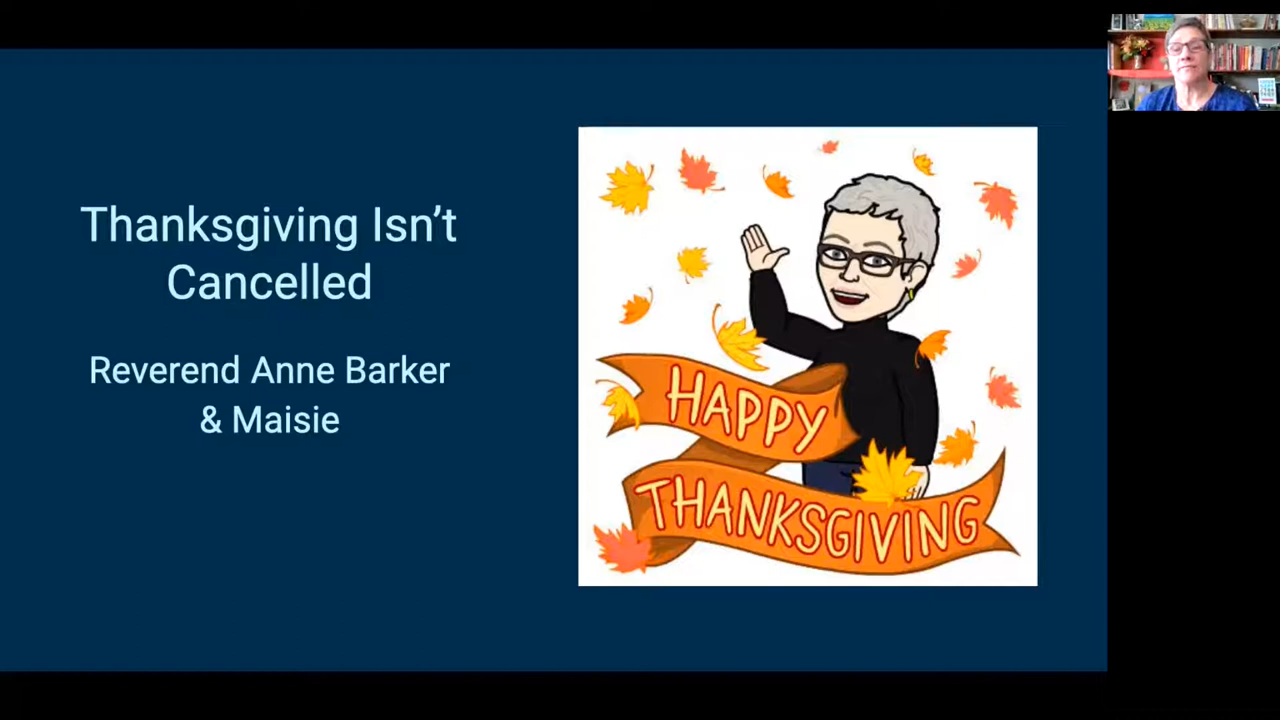 Thanksgiving Isn’t
Cancelled
Reverend Anne Barker
& Maisie
HAPPY
THANKSGIVING